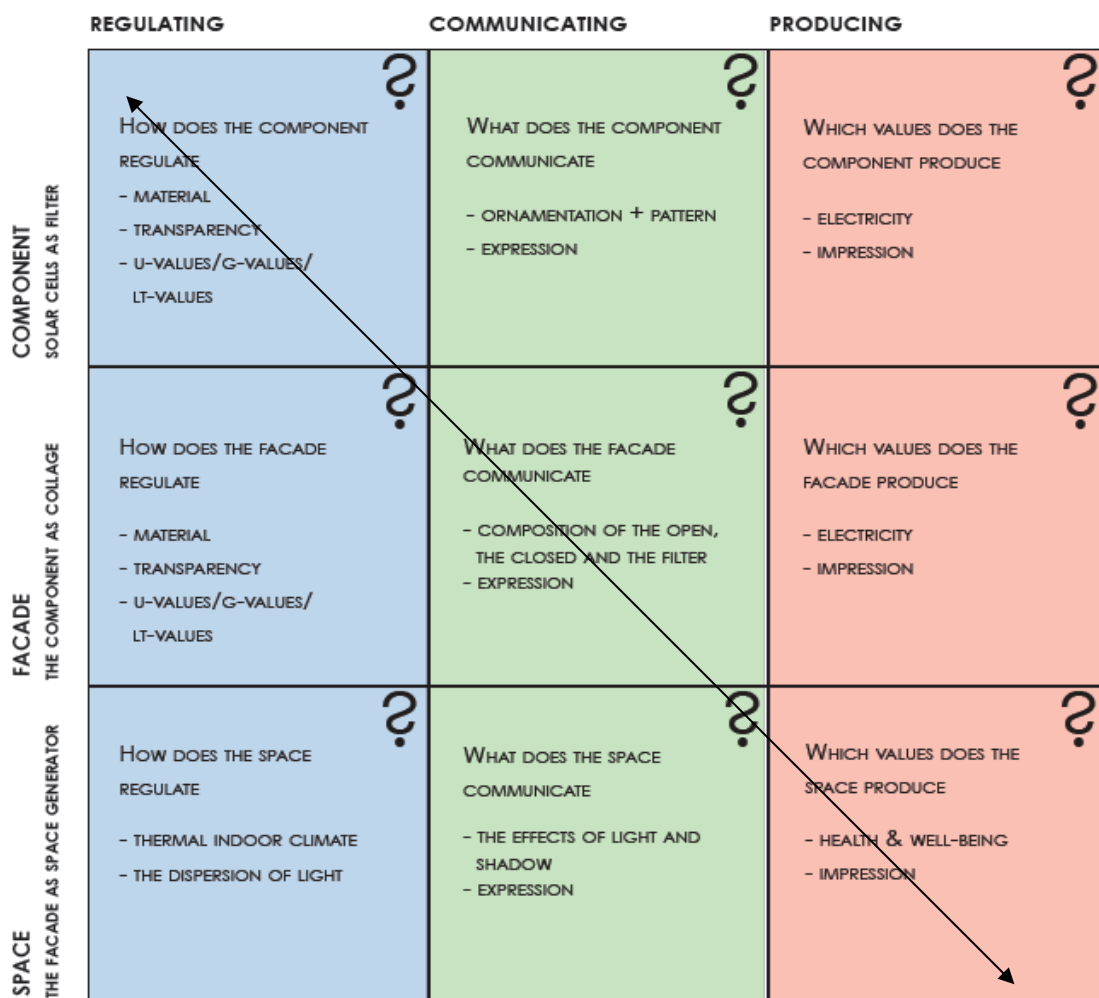 REGULATING
COMMUNICATING
PRODUCING
COMPONENT
SOLAR CELLS AS FILTER
?
HOW DOES THE COMPONENT
REGULATE
- MATERIAL
- TRANSPARENCY
- U-VALUES/G-VALUES/
LT-VALUES
?
WHAT DOES THE COMPONENT
COMMUNICATE
- ORNAMENTATION + PATTERN
- EXPRESSION
?
WHICH VALUES DOES THE
COMPONENT PRODUCE
- ELECTRICITY
- IMPRESSION
FACADE
THE COMPONENT AS COLLAGE
?
HOW DOES THE FACADE
REGULATE
- MATERIAL
- TRANSPARENCY
- U-VALUES/G-VALUES/
LT-VALUES
?
WHAT DOES THE FACADE
COMMUNICATE
- COMPOSITION OF THE OPEN,
THE CLOSED AND THE FILTER
- EXPRESSION
?
WHICH VALUES DOES THE
FACADE PRODUCE
- ELECTRICITY
- IMPRESSION
SPACE
THE FACADE AS SPACE GENERATOR
?
HOW DOES THE SPACE
REGULATE
- THERMAL INDOOR CLIMATE
- THE DISPERSION OF LIGHT
?
WHAT DOES THE SPACE
COMMUNICATE
- THE EFFECTS OF LIGHT AND
SHADOW
- EXPRESSION
?
WHICH VALUES DOES THE
SPACE PRODUCE
- HEALTH & WELL-BEING
- IMPRESSION